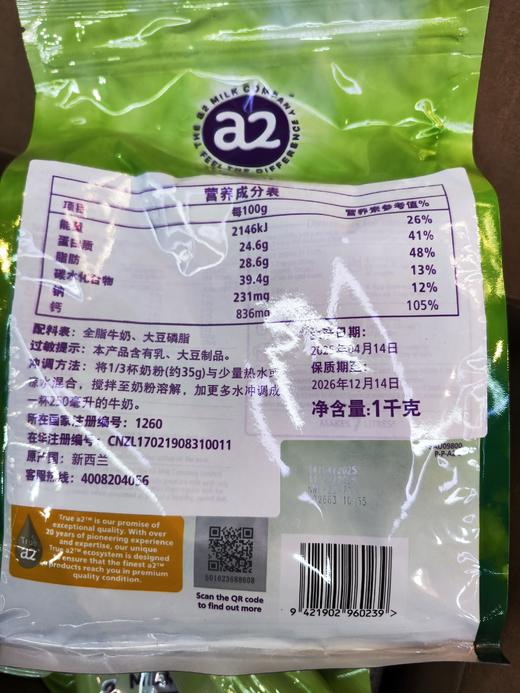 THE a2 MILK COMPANY
a2
FEEL THE DIFFERENCE
营养成分表
项目 每100g 营养素参考值%
能量 2146kJ 26%
蛋白质 24.6g 41%
脂肪 28.6g 48%
碳水化合物 39.4g 13%
钠 231mg 12%
钙 836mg 105%
配料表：全脂牛奶、大豆磷脂
过敏提示：本产品含有乳、大豆制品。
冲调方法：将1/3杯奶粉(约35g)与少量热水或
凉水混合，搅拌至奶粉溶解，加更多水冲调成
一杯250毫升的牛奶。
所在国家注册编号：1260
在华注册编号：CNZL17021908310011
原产国：新西兰
客服热线：4008204056
生产日期：
2025年04月14日
保质期至：
2026年12月14日
净含量:1千克
True a2™ is our promise of
exceptional quality. With over
20 years of pioneering experience
and expertise, our unique
True a2™ ecosystem is designed
to ensure that the finest a2™
products reach you in premium
quality condition.
True
a2
Scan the QR code
to find out more
9 421902 960239 >